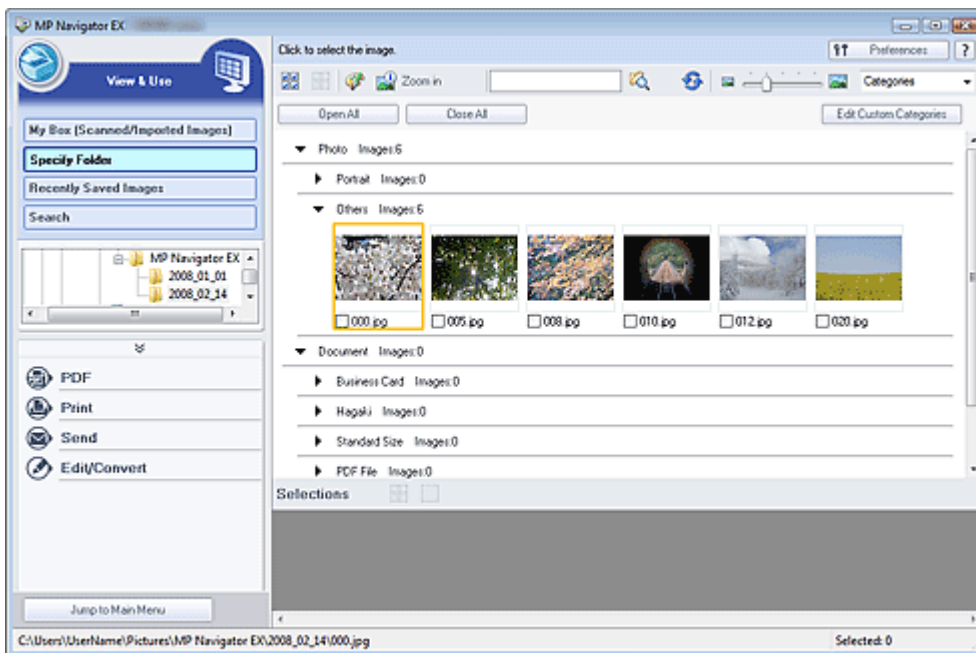 MP Navigator EX
View & Use
My Box (Scanned/Imported Images)
Specify Folder
Recently Saved Images
Search
MP Navigator EX
2008_01_01
2008_02_14
PDF
Print
Send
Edit/Convert
Jump to Main Menu
Click to select the image.
Preferences ?
Zoom in Categories
Open All Close All Edit Custom Categories
Photo Images:6
Portrait Images:0
Others Images:6
000.jpg 005.jpg 008.jpg 010.jpg 012.jpg 020.jpg
Document Images:0
Business Card Images:0
Hagaki Images:0
Standard Size Images:0
PDF File Images:0
Selections
C:\Users\UserName\Pictures\MP Navigator EX\2008_02_14\000.jpg Selected: 0